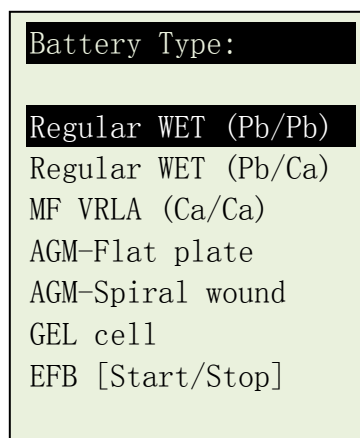 Battery Type:
Regular WET (Pb/Pb)
Regular WET (Pb/Ca)
MF VRLA (Ca/Ca)
AGM-Flat plate
AGM-Spiral wound
GEL cell
EFB [Start/Stop]